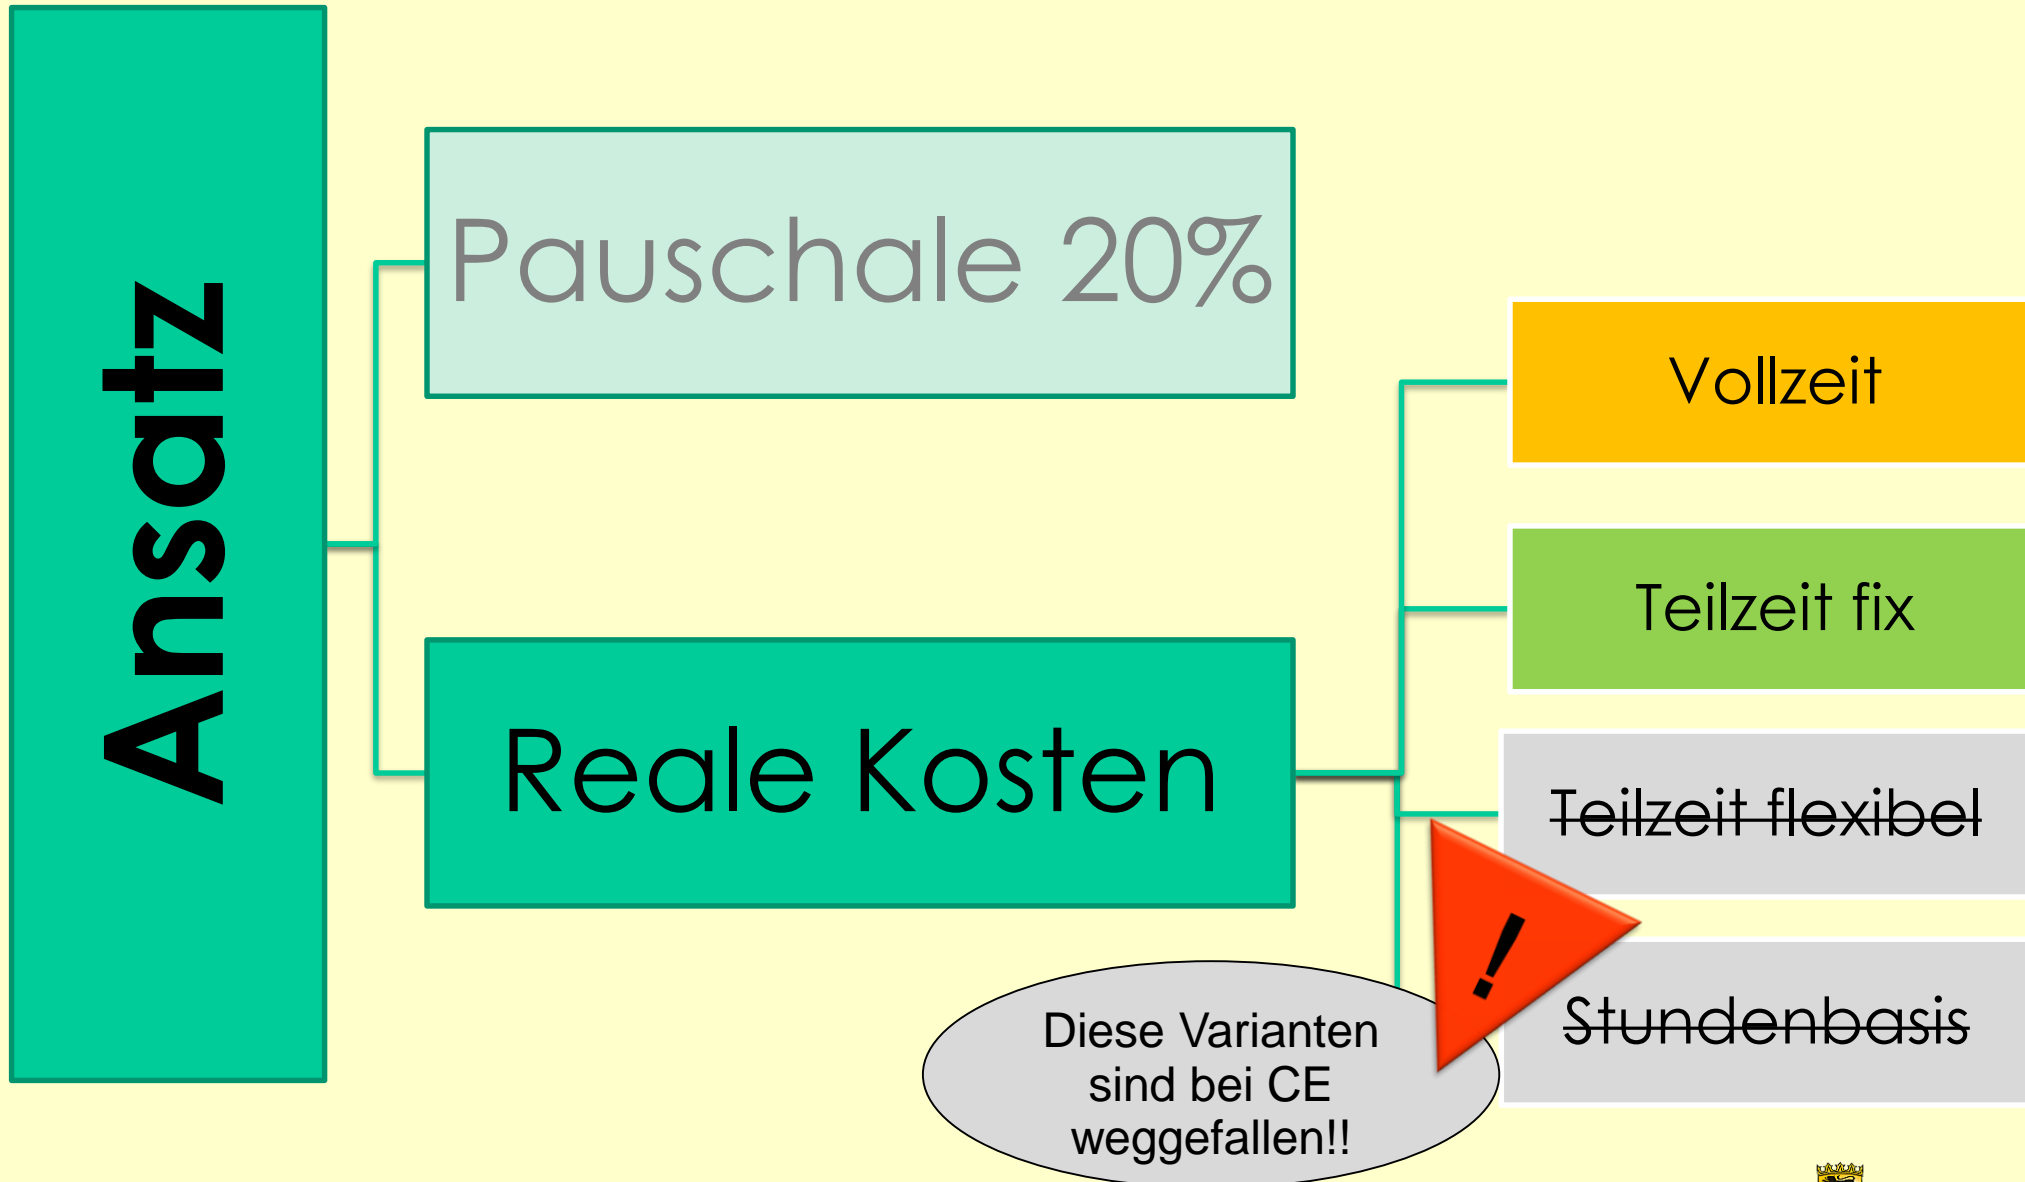 Ansatz
Pauschale 20%
Reale Kosten
Vollzeit
Teilzeit fix
Teilzeit flexibel
Stundenbasis
!
Diese Varianten
sind bei CE
weggefallen!!